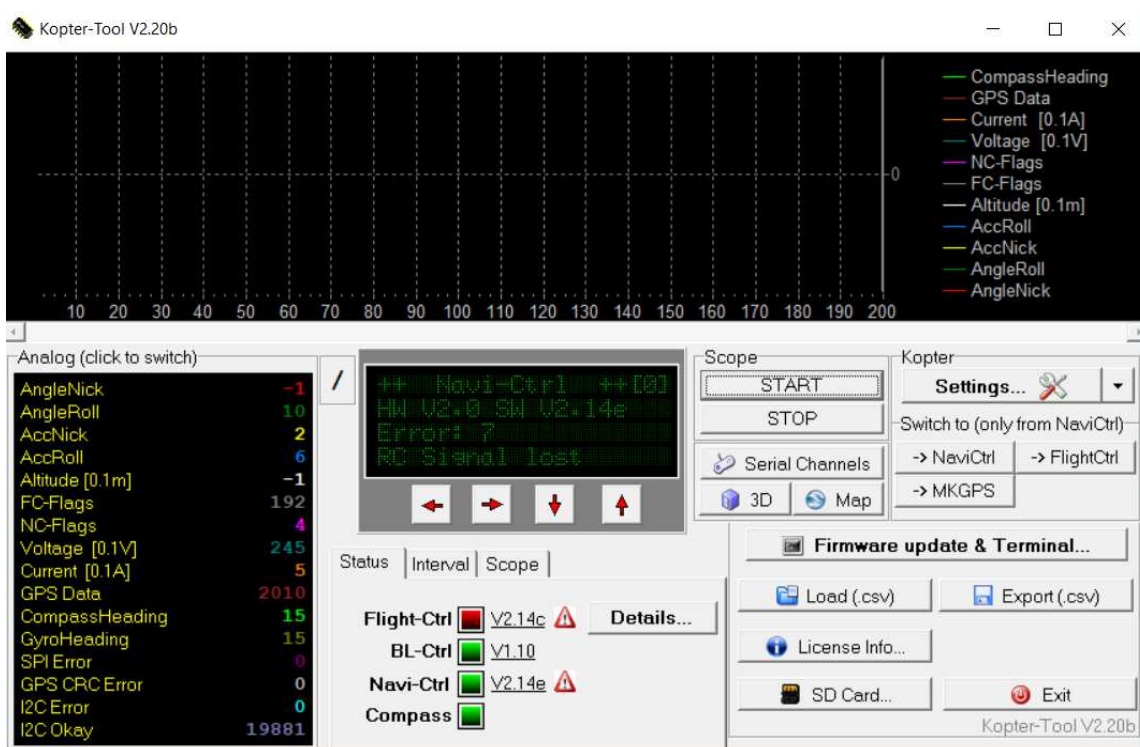 Kopter-Tool V2.20b
CompassHeading
GPS Data
Current [0.1A]
Voltage [0.1V]
NC-Flags
FC-Flags
Altitude [0.1m]
AccRoll
AccNick
AngleRoll
AngleNick
0
10 20 30 40 50 60 70 80 90 100 110 120 130 140 150 160 170 180 190 200
Analog (click to switch)
AngleNick -1
AngleRoll 10
AccNick 2
AccRoll 6
Altitude [0.1m] -1
FC-Flags 192
NC-Flags 4
Voltage [0.1V] 245
Current [0.1A] 5
GPS Data 2010
CompassHeading 15
GyroHeading 15
SPI Error 0
GPS CRC Error 0
I2C Error 0
I2C Okay 19881
/
++ Navi-Ctrl ++[0]
HW V2.0 SW V2.14e
Error: 7
RC Signal lost
Status Interval Scope
Flight-Ctrl V2.14c Details...
BL-Ctrl V1.10
Navi-Ctrl V2.14e
Compass
Scope
START
STOP
Serial Channels
3D Map
Kopter
Settings...
Switch to (only from NaviCtrl)
-> NaviCtrl -> FlightCtrl
-> MKGPS
Firmware update & Terminal...
Load (.csv) Export (.csv)
License Info...
SD Card... Exit
Kopter-Tool V2.20b